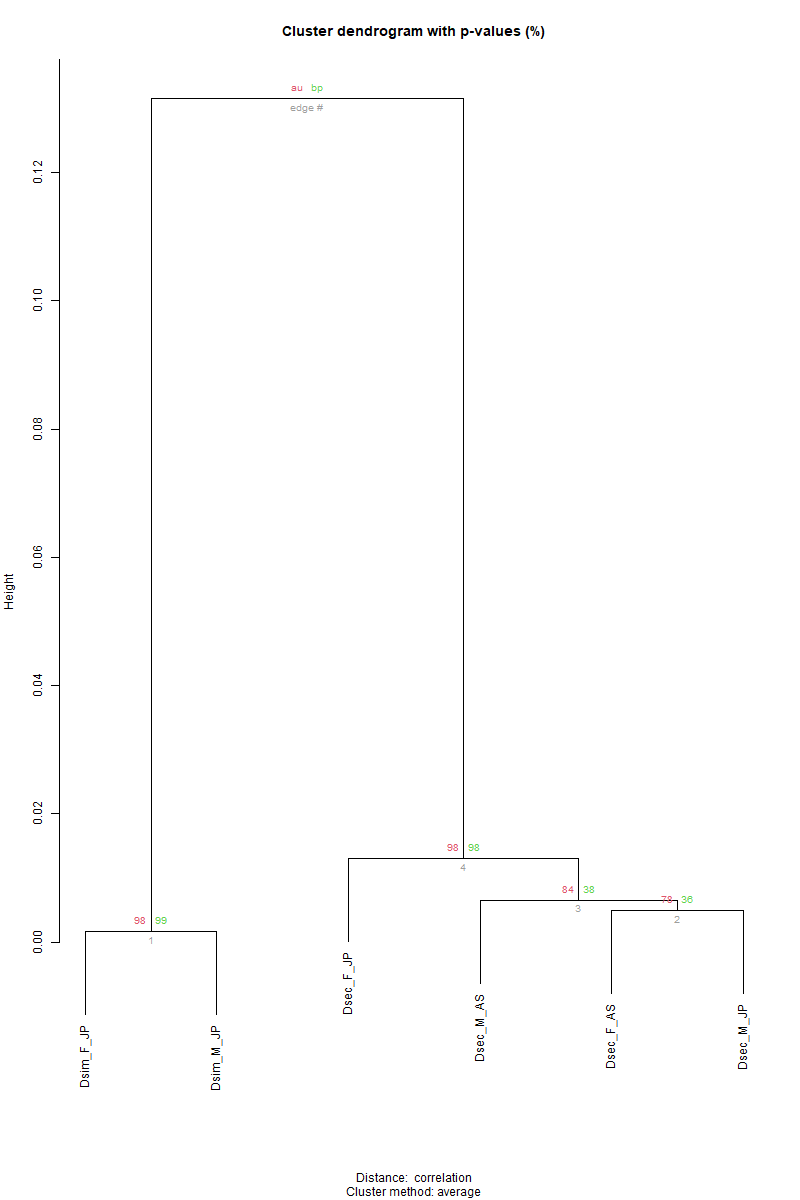 Cluster dendrogram with p-values (%)
au bp
edge #
0.12
0.10
0.08
0.06
0.04
0.02
0.00
Height
98 98
4
84 38
3
78 36
2
98 99
1
Dsim_F_JP
Dsim_M_JP
Dsec_F_JP
Dsec_M_AS
Dsec_F_AS
Dsec_M_JP
Distance: correlation
Cluster method: average